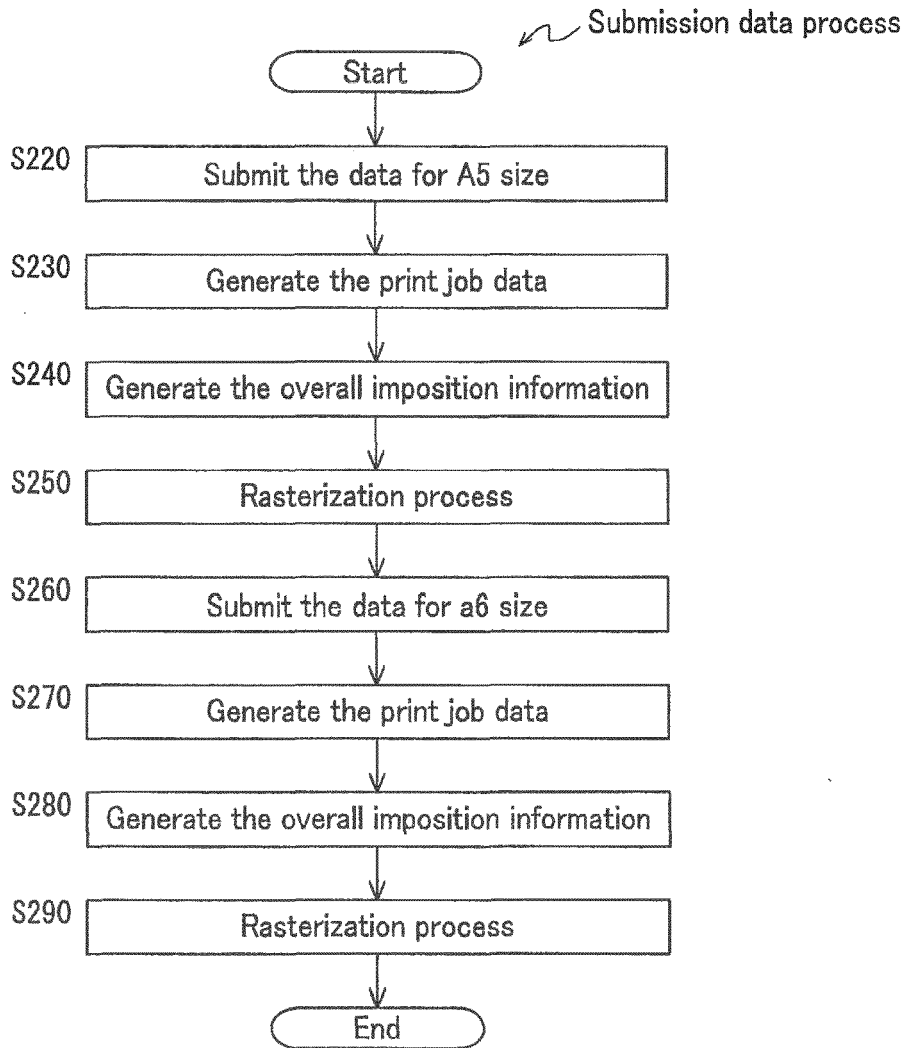 Submission data process
Start
S220
Submit the data for A5 size
S230
Generate the print job data
S240
Generate the overall imposition information
S250
Rasterization process
S260
Submit the data for a6 size
S270
Generate the print job data
S280
Generate the overall imposition information
S290
Rasterization process
End